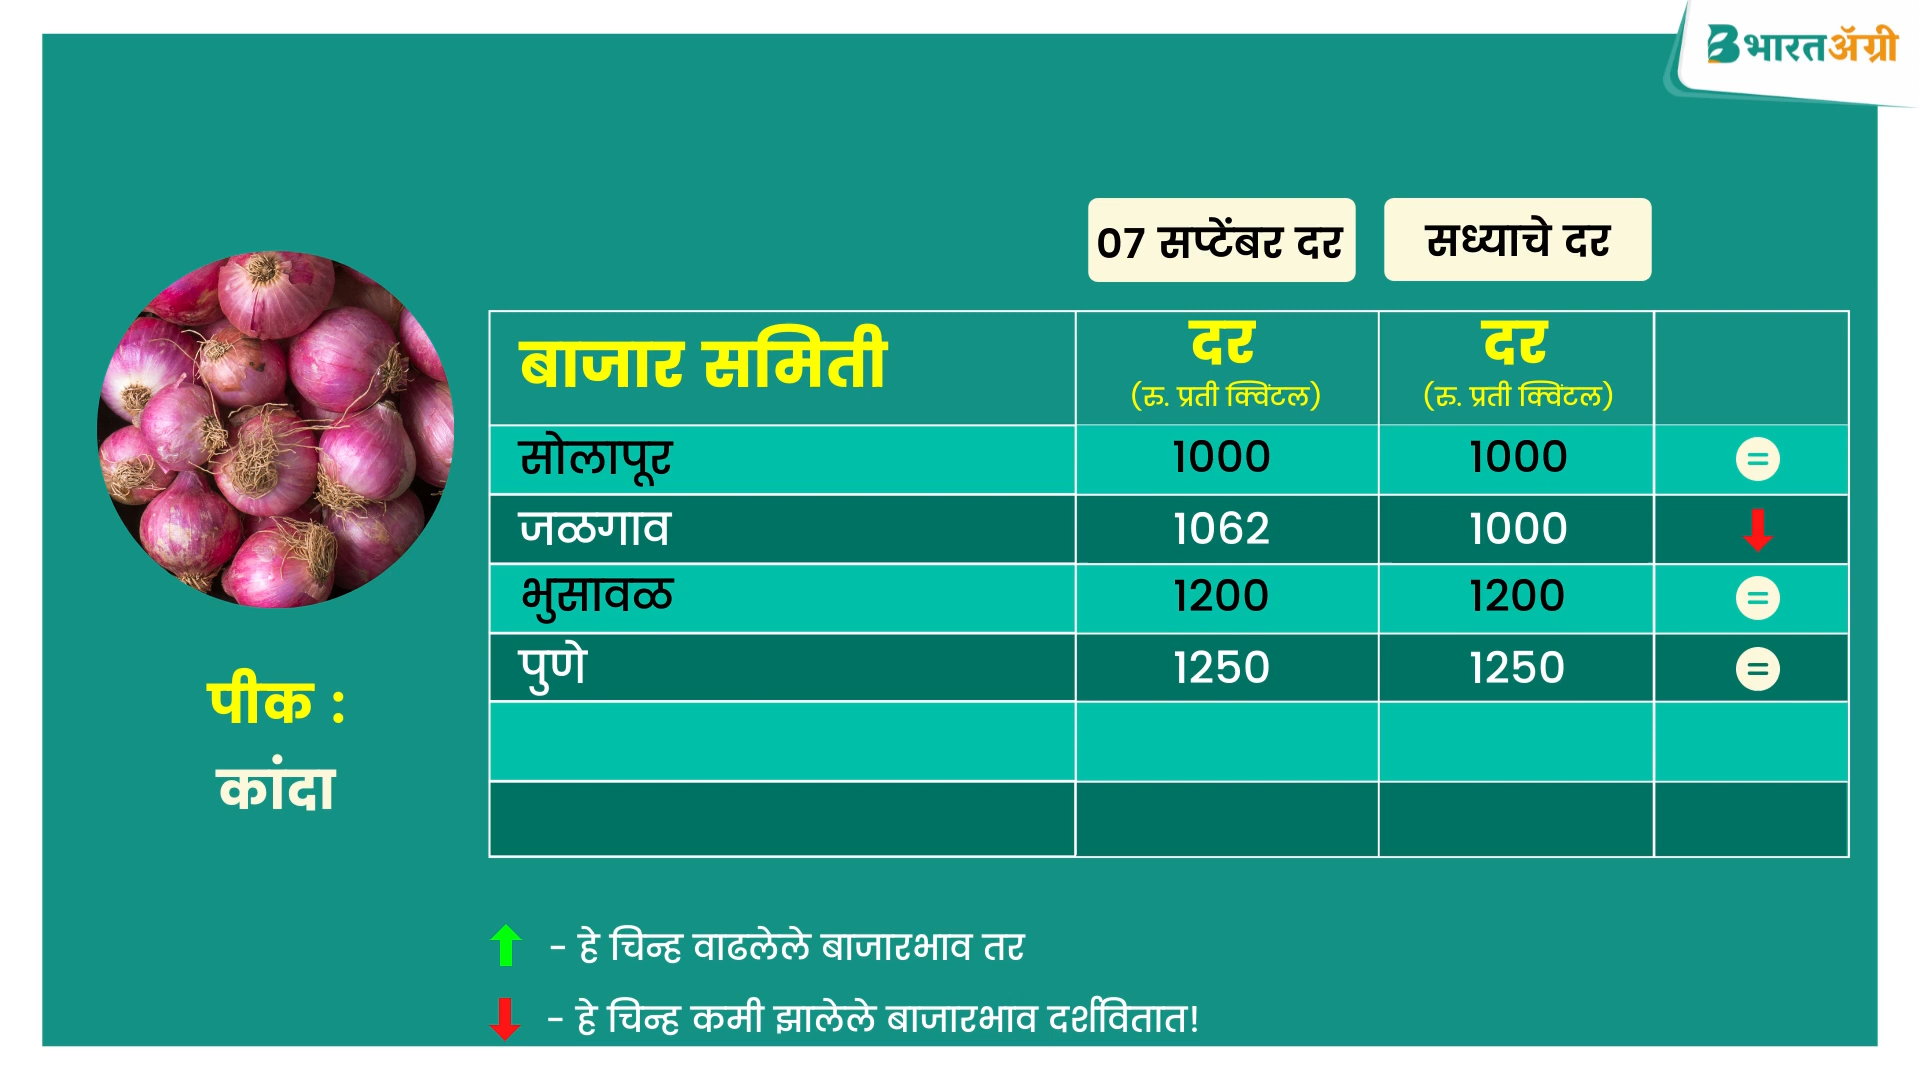 भारतॲग्री
07 सप्टेंबर दर
सध्याचे दर
बाजार समिती
दर
(रु. प्रती क्विंटल)
दर
(रु. प्रती क्विंटल)
सोलापूर 1000 1000 =
जळगाव 1062 1000
भुसावळ 1200 1200 =
पुणे 1250 1250 =
पीक :
कांदा
- हे चिन्ह वाढलेले बाजारभाव तर
- हे चिन्ह कमी झालेले बाजारभाव दर्शवितात!